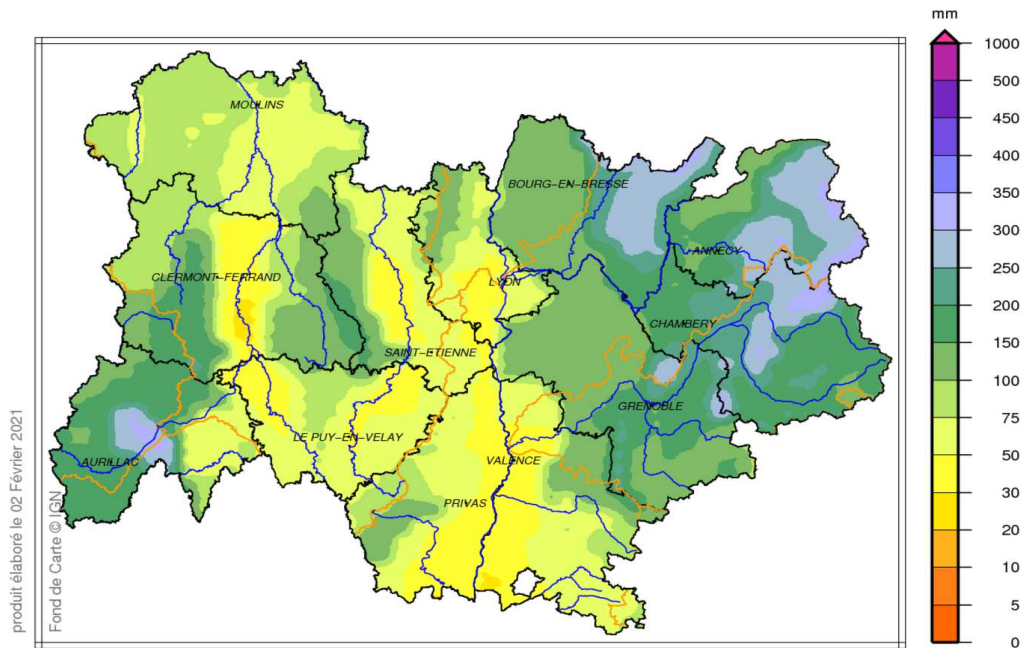 mm
1000
500
400
350
300
250
200
150
100
75
50
30
20
10
5
0
MOULINS
BOURG-EN-BRESSE
ANNECY
CLERMONT-FERRAND
LYON
CHAMBERY
SAINT-ETIENNE
GRENOBLE
LE PUY-EN-VELAY
VALENCE
AURILLAC
PRIVAS
produit élaboré le 02 Février 2021
Fond de Carte © IGN